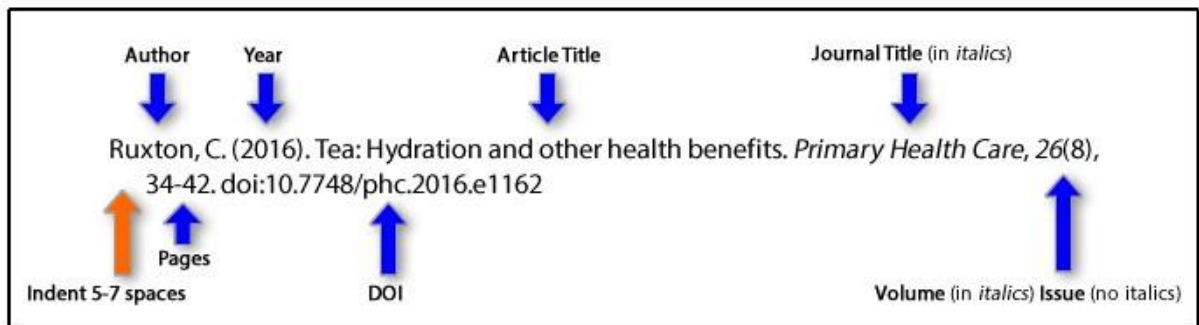 Author Year Article Title Journal Title (in italics)
Ruxton, C. (2016). Tea: Hydration and other health benefits. Primary Health Care, 26(8),
34-42. doi:10.7748/phc.2016.e1162
Pages
Indent 5-7 spaces DOI Volume (in italics) Issue (no italics)